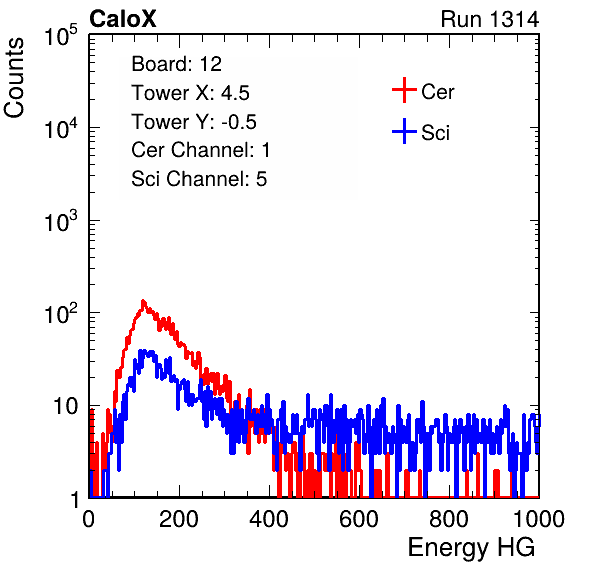 CaloX Run 1314
Counts
Board: 12
Tower X: 4.5
Tower Y: -0.5
Cer Channel: 1
Sci Channel: 5
Cer
Sci
10^5
10^4
10^3
10^2
10
1
0 200 400 600 800 1000
Energy HG